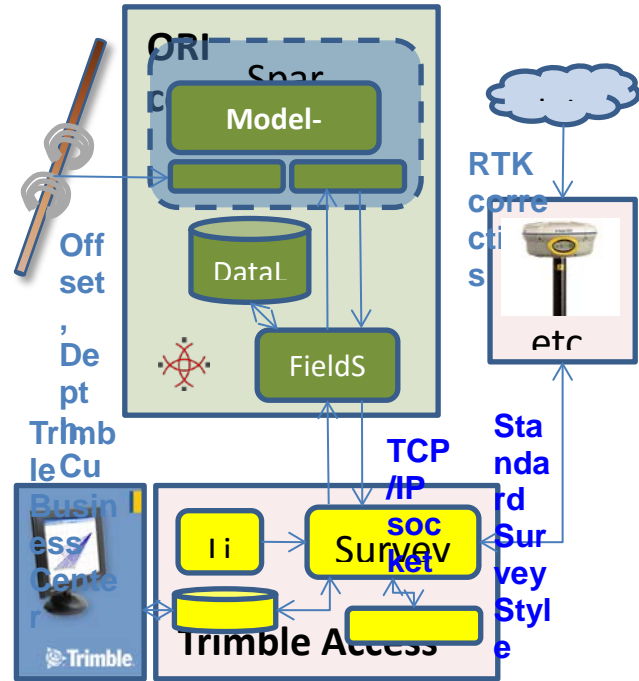 ORI
Spar
Model-
DataL
FieldS
Off
set
, De
pt
h, Cu
RTK
corre
cti
s
etc
Trimb
le
Busin
ess
Cente
r
Trimble
TCP
/IP
soc
ket
Sta
nda
rd
Sur
vey
Styl
e
Survey
Trimble Access